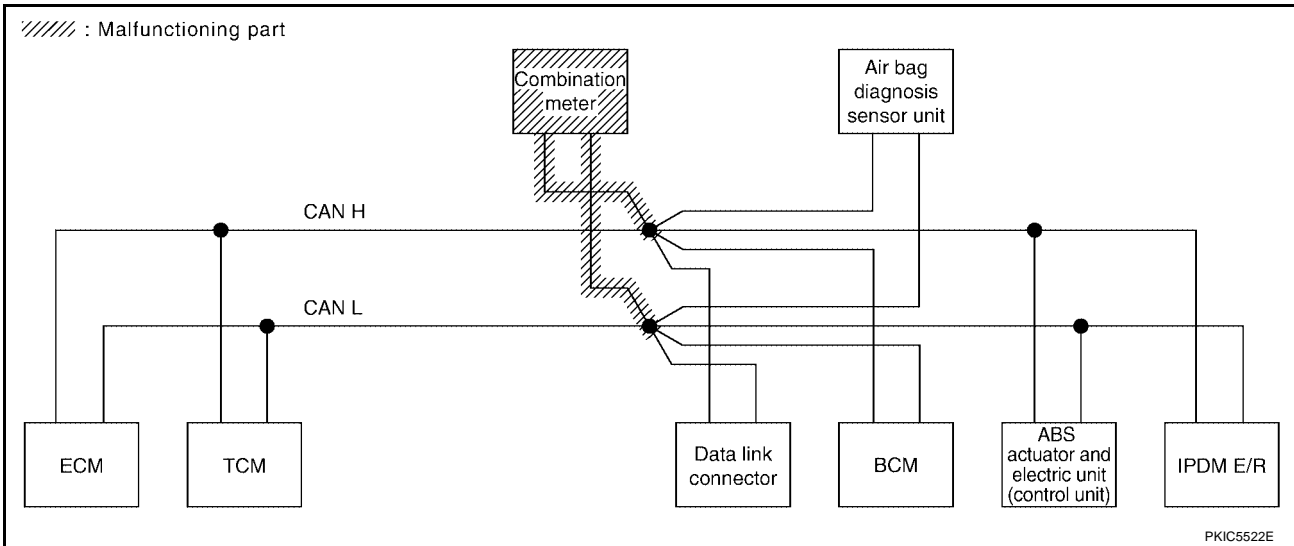 : Malfunctioning part
Combination
meter
Air bag
diagnosis
sensor unit
CAN H
CAN L
ECM
TCM
Data link
connector
BCM
ABS
actuator and
electric unit
(control unit)
IPDM E/R
PKIC5522E